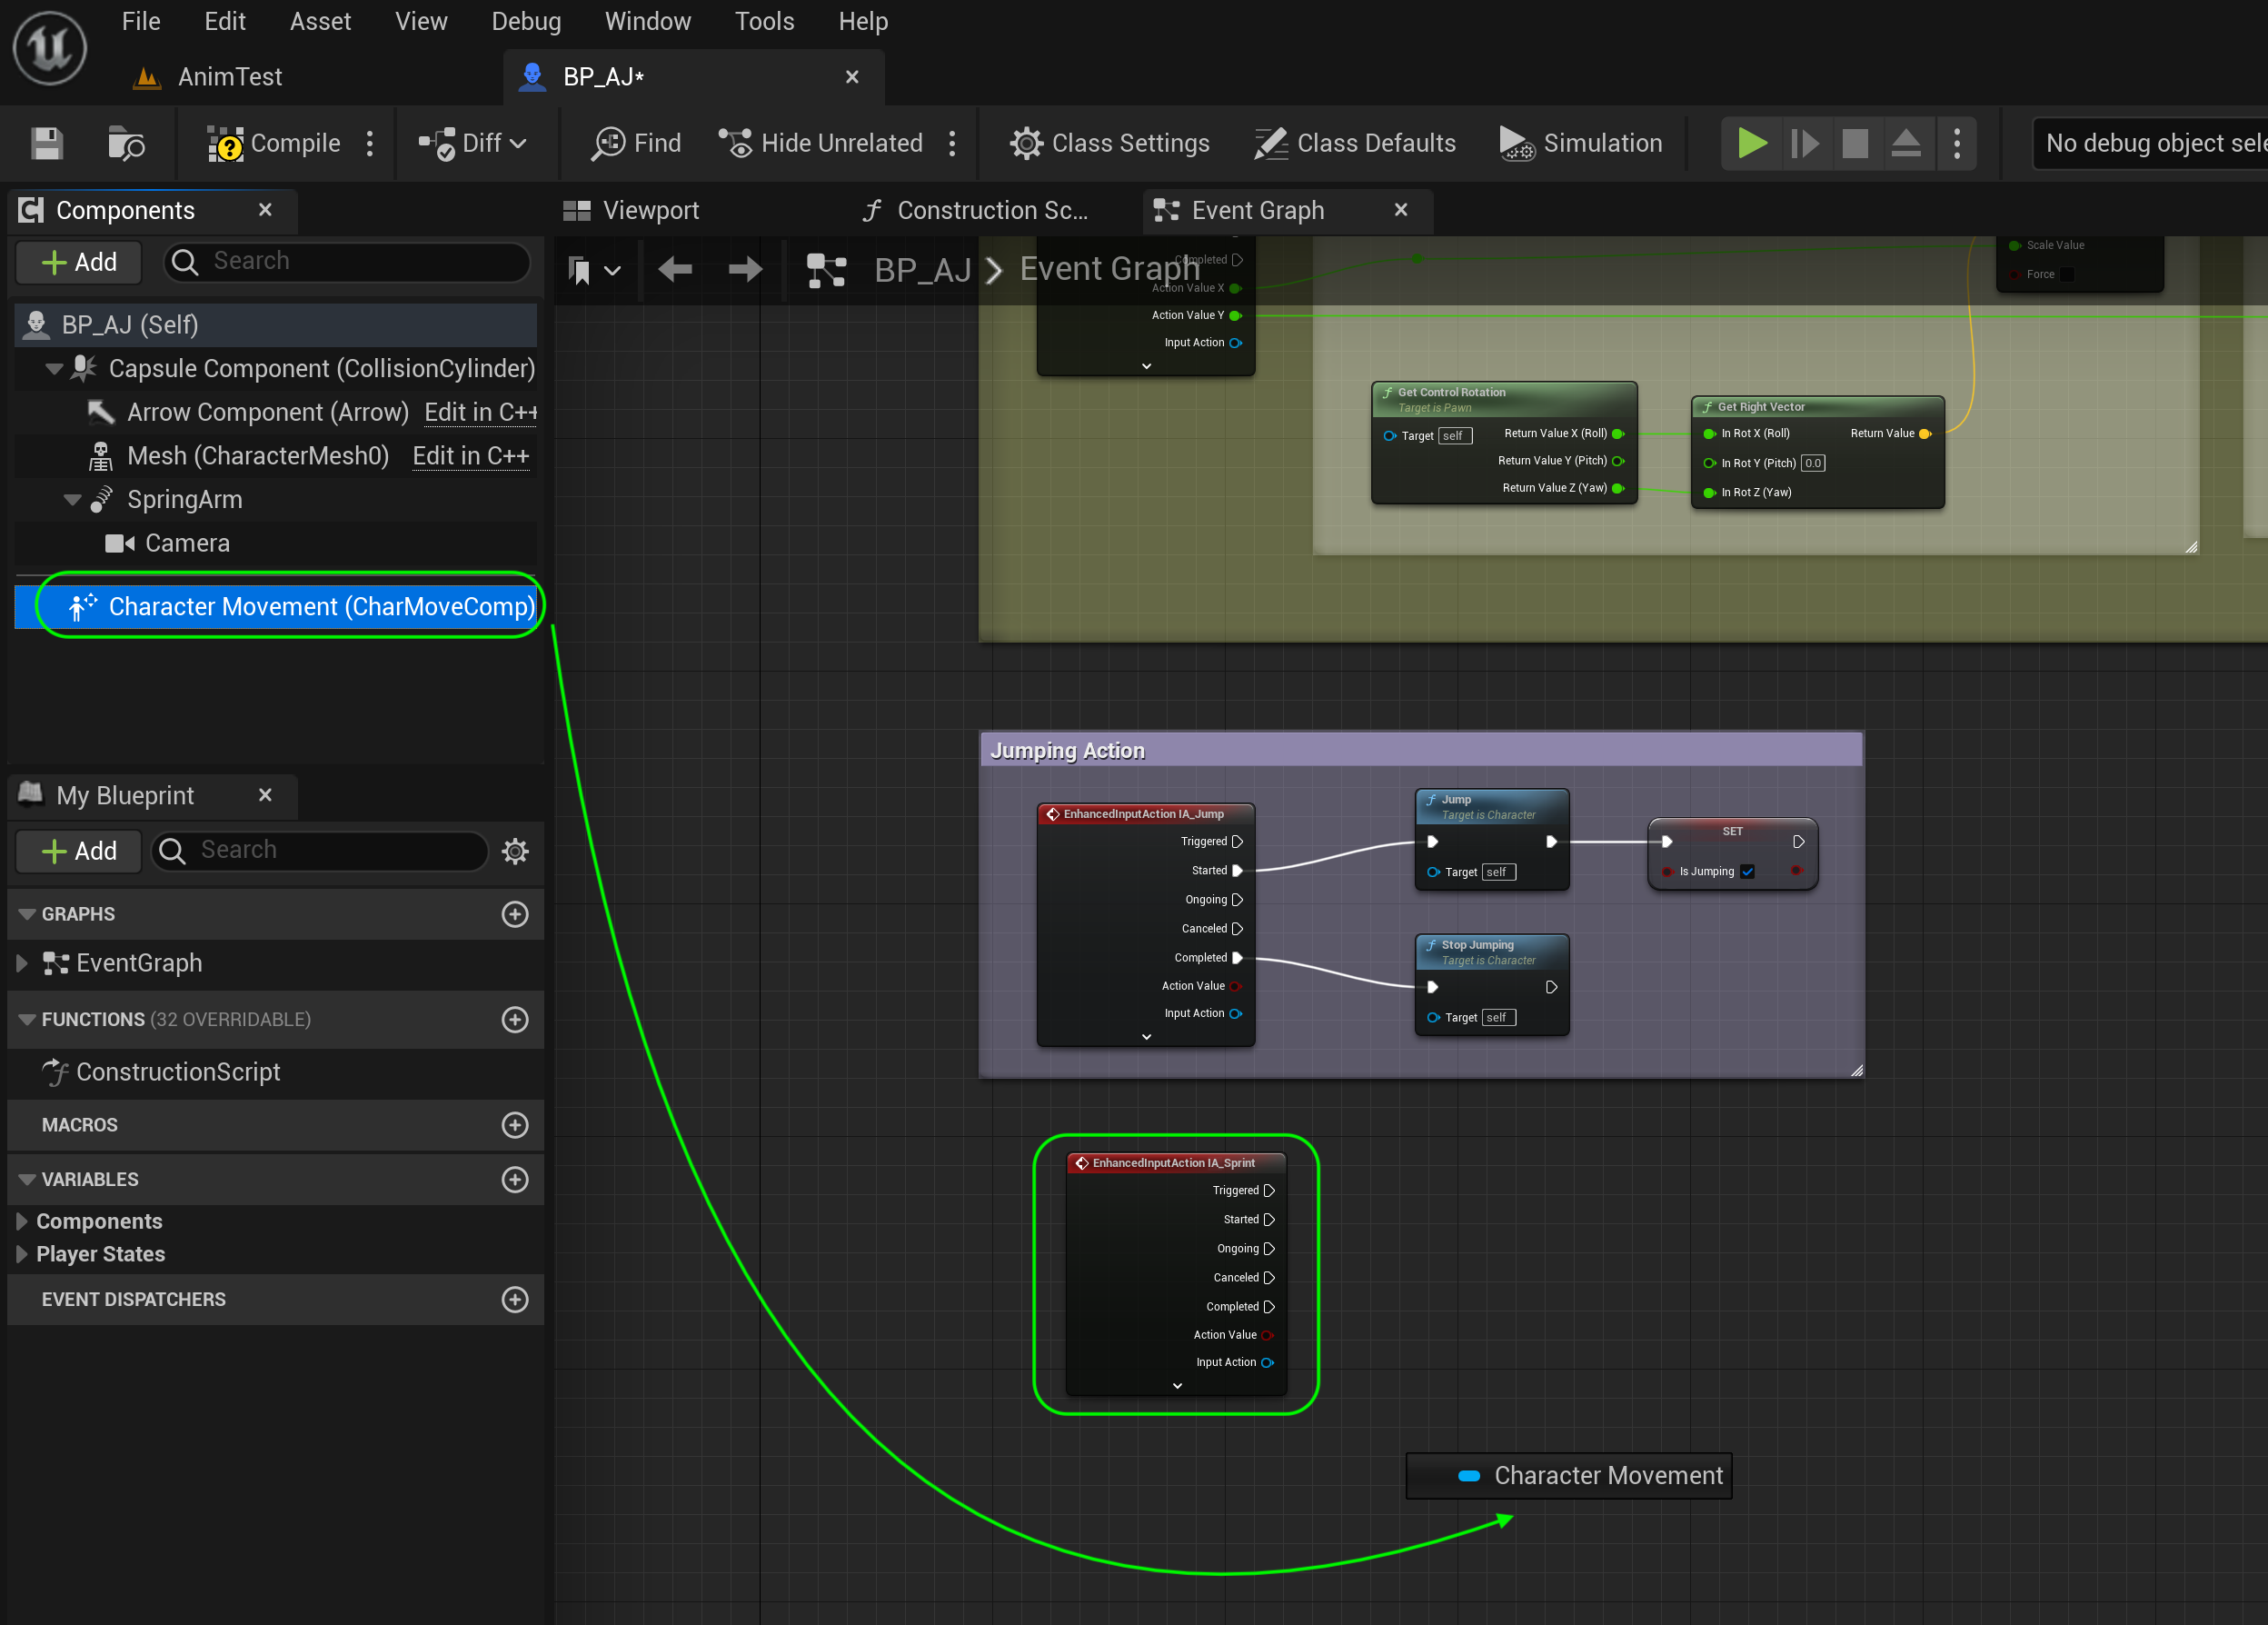 File Edit Asset View Debug Window Tools Help
AnimTest
BP_AJ*
Compile
Diff
Find
Hide Unrelated
Class Settings
Class Defaults
Simulation
No debug object sele
Components
Add
Search
BP_AJ (Self)
Capsule Component (CollisionCylinder)
Arrow Component (Arrow) Edit in C++
Mesh (CharacterMesh0) Edit in C++
SpringArm
Camera
Character Movement (CharMoveComp)
My Blueprint
Add
Search
GRAPHS
EventGraph
FUNCTIONS (32 OVERRIDABLE)
ConstructionScript
MACROS
VARIABLES
Components
Player States
EVENT DISPATCHERS
Viewport
Construction Sc...
Event Graph
BP_AJ > Event Graph
Completed
Action Value X
Action Value Y
Input Action
Scale Value
Force
Get Control Rotation
Target is Pawn
Target self
Return Value X (Roll)
Return Value Y (Pitch)
Return Value Z (Yaw)
Get Right Vector
In Rot X (Roll)
Return Value
In Rot Y (Pitch) 0.0
In Rot Z (Yaw)
Jumping Action
EnhancedInputAction IA_Jump
Triggered
Started
Ongoing
Canceled
Completed
Action Value
Input Action
Jump
Target is Character
Target self
SET
Is Jumping
Stop Jumping
Target is Character
Target self
EnhancedInputAction IA_Sprint
Triggered
Started
Ongoing
Canceled
Completed
Action Value
Input Action
Character Movement